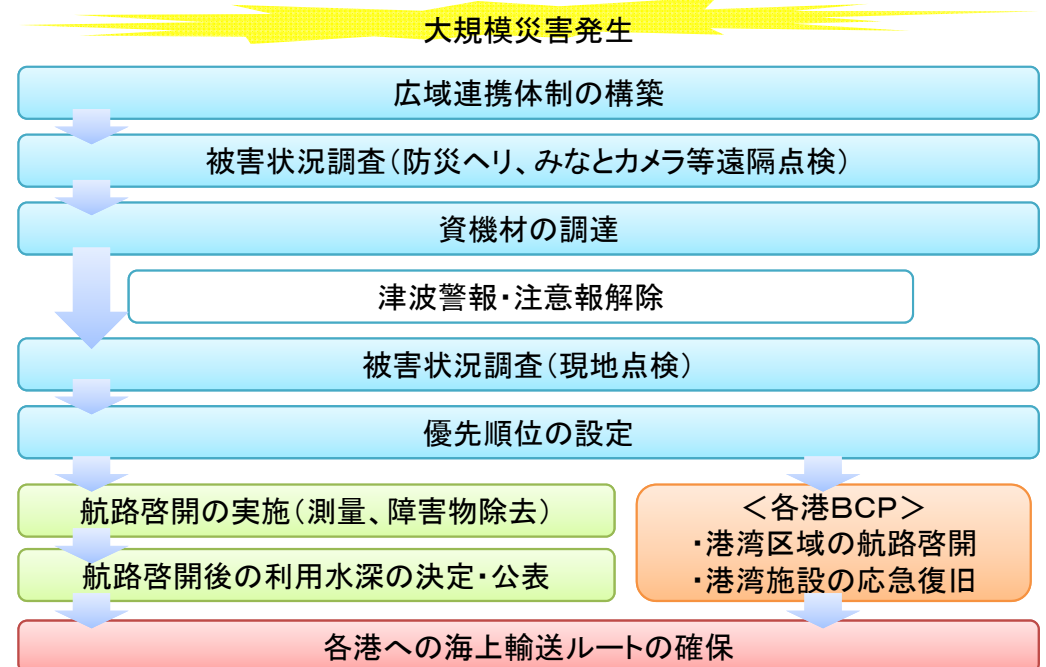 大規模災害発生
広域連携体制の構築
被害状況調査(防災ヘリ、みなとカメラ等遠隔点検)
資機材の調達
津波警報・注意報解除
被害状況調査(現地点検)
優先順位の設定
航路啓開の実施(測量、障害物除去)
航路啓開後の利用水深の決定・公表
<各港BCP>
・港湾区域の航路啓開
・港湾施設の応急復旧
各港への海上輸送ルートの確保